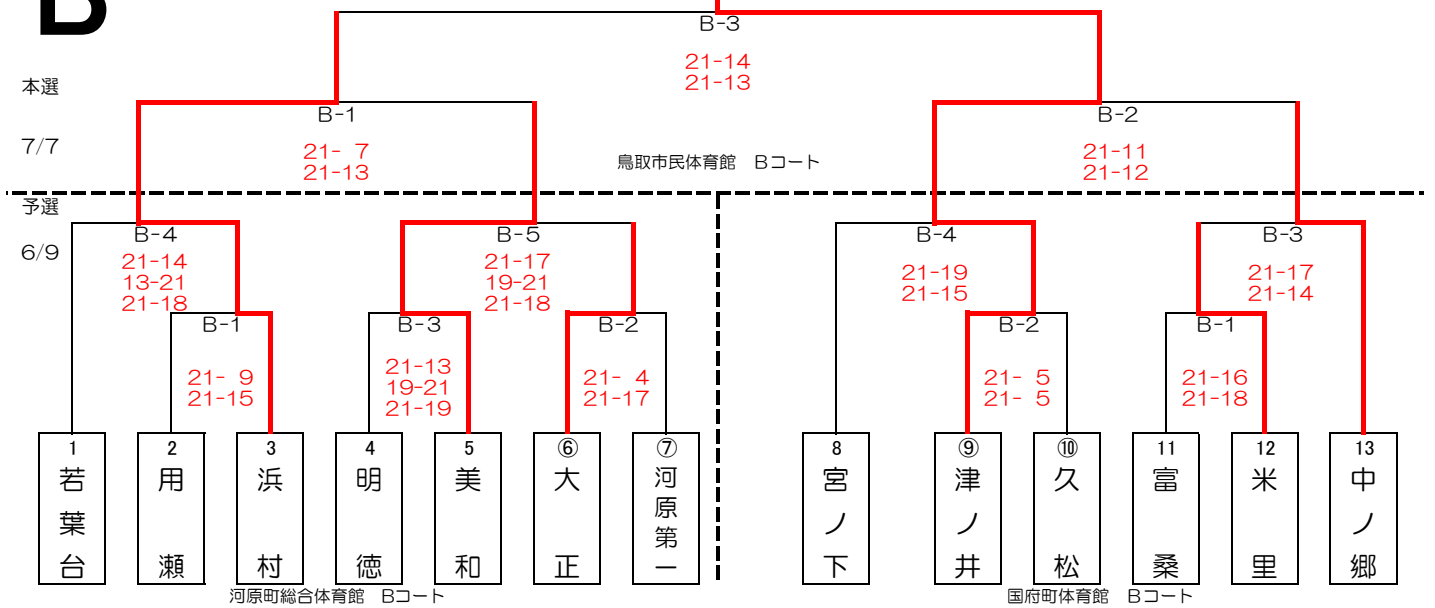 B
B-3
21-14
21-13
本選
7/7
B-1
21- 7
21-13
鳥取市民体育館 Bコート
B-2
21-11
21-12
予選
6/9
B-4
21-14
13-21
21-18
B-5
21-17
19-21
21-18
B-4
21-19
21-15
B-3
21-17
21-14
B-1
21- 9
21-15
B-3
21-13
19-21
21-19
B-2
21- 4
21-17
B-2
21- 5
21- 5
B-1
21-16
21-18
1
若葉台
2
用瀬
3
浜村
4
明徳
5
美和
⑥
大正
⑦
河原第一
8
宮ノ下
⑨
津ノ井
⑩
久松
11
富桑
12
米里
13
中ノ郷
河原町総合体育館 Bコート
国府町体育館 Bコート